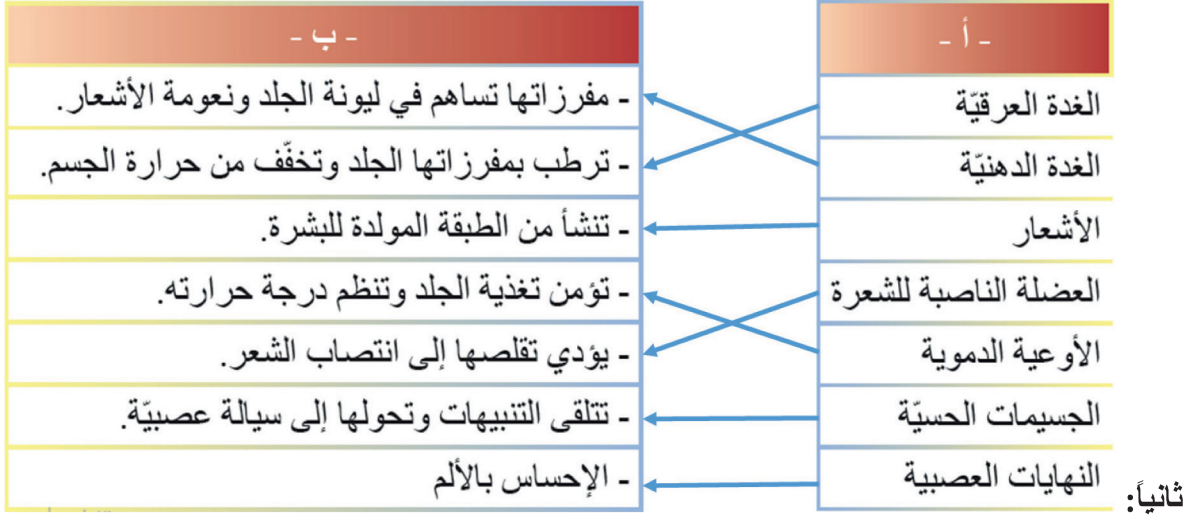 - أ -
- ب -
الغدة العرقيّة
- مفرزاتها تساهم في ليونة الجلد ونعومة الأشعار.
الغدة الدهنيّة
- ترطب بمفرزاتها الجلد وتخفّف من حرارة الجسم.
الأشعار
- تنشأ من الطبقة المولدة للبشرة.
العضلة الناصبة للشعرة
- تؤمن تغذية الجلد وتنظم درجة حرارته.
الأوعية الدموية
- يؤدي تقلصها إلى انتصاب الشعر.
الجسيمات الحسيّة
- تتلقى التنبيهات وتحولها إلى سيالة عصبيّة.
النهايات العصبية
- الإحساس بالألم
ثانياً: